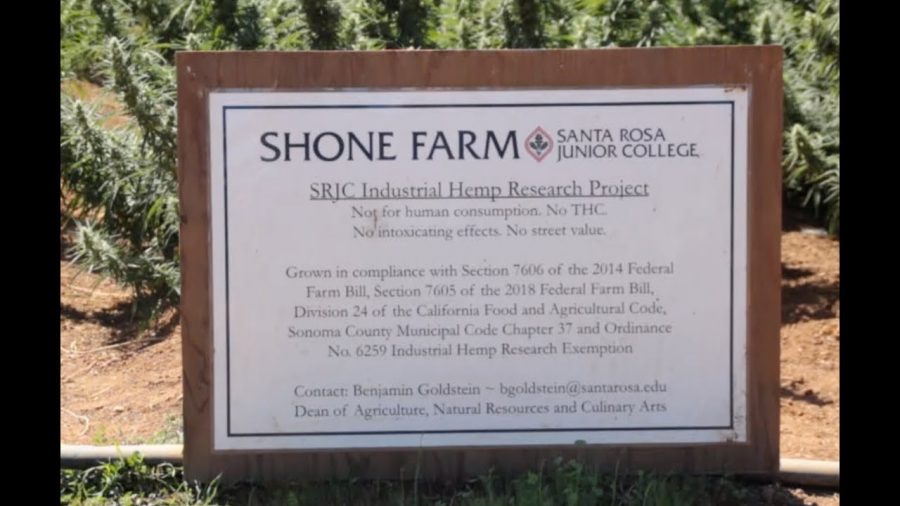 SHONE FARM
SANTA ROSA
JUNIOR COLLEGE
SRJC Industrial Hemp Research Project
Not for human consumption. No THC.
No intoxicating effects. No street value.
Grown in compliance with Section 7606 of the 2014 Federal
Farm Bill, Section 7605 of the 2018 Federal Farm Bill,
Division 24 of the California Food and Agricultural Code,
Sonoma County Municipal Code Chapter 37 and Ordinance
No. 6259 Industrial Hemp Research Exemption
Contact: Benjamin Goldstein ~ bgoldstein@santarosa.edu
Dean of Agriculture, Natural Resources and Culinary Arts